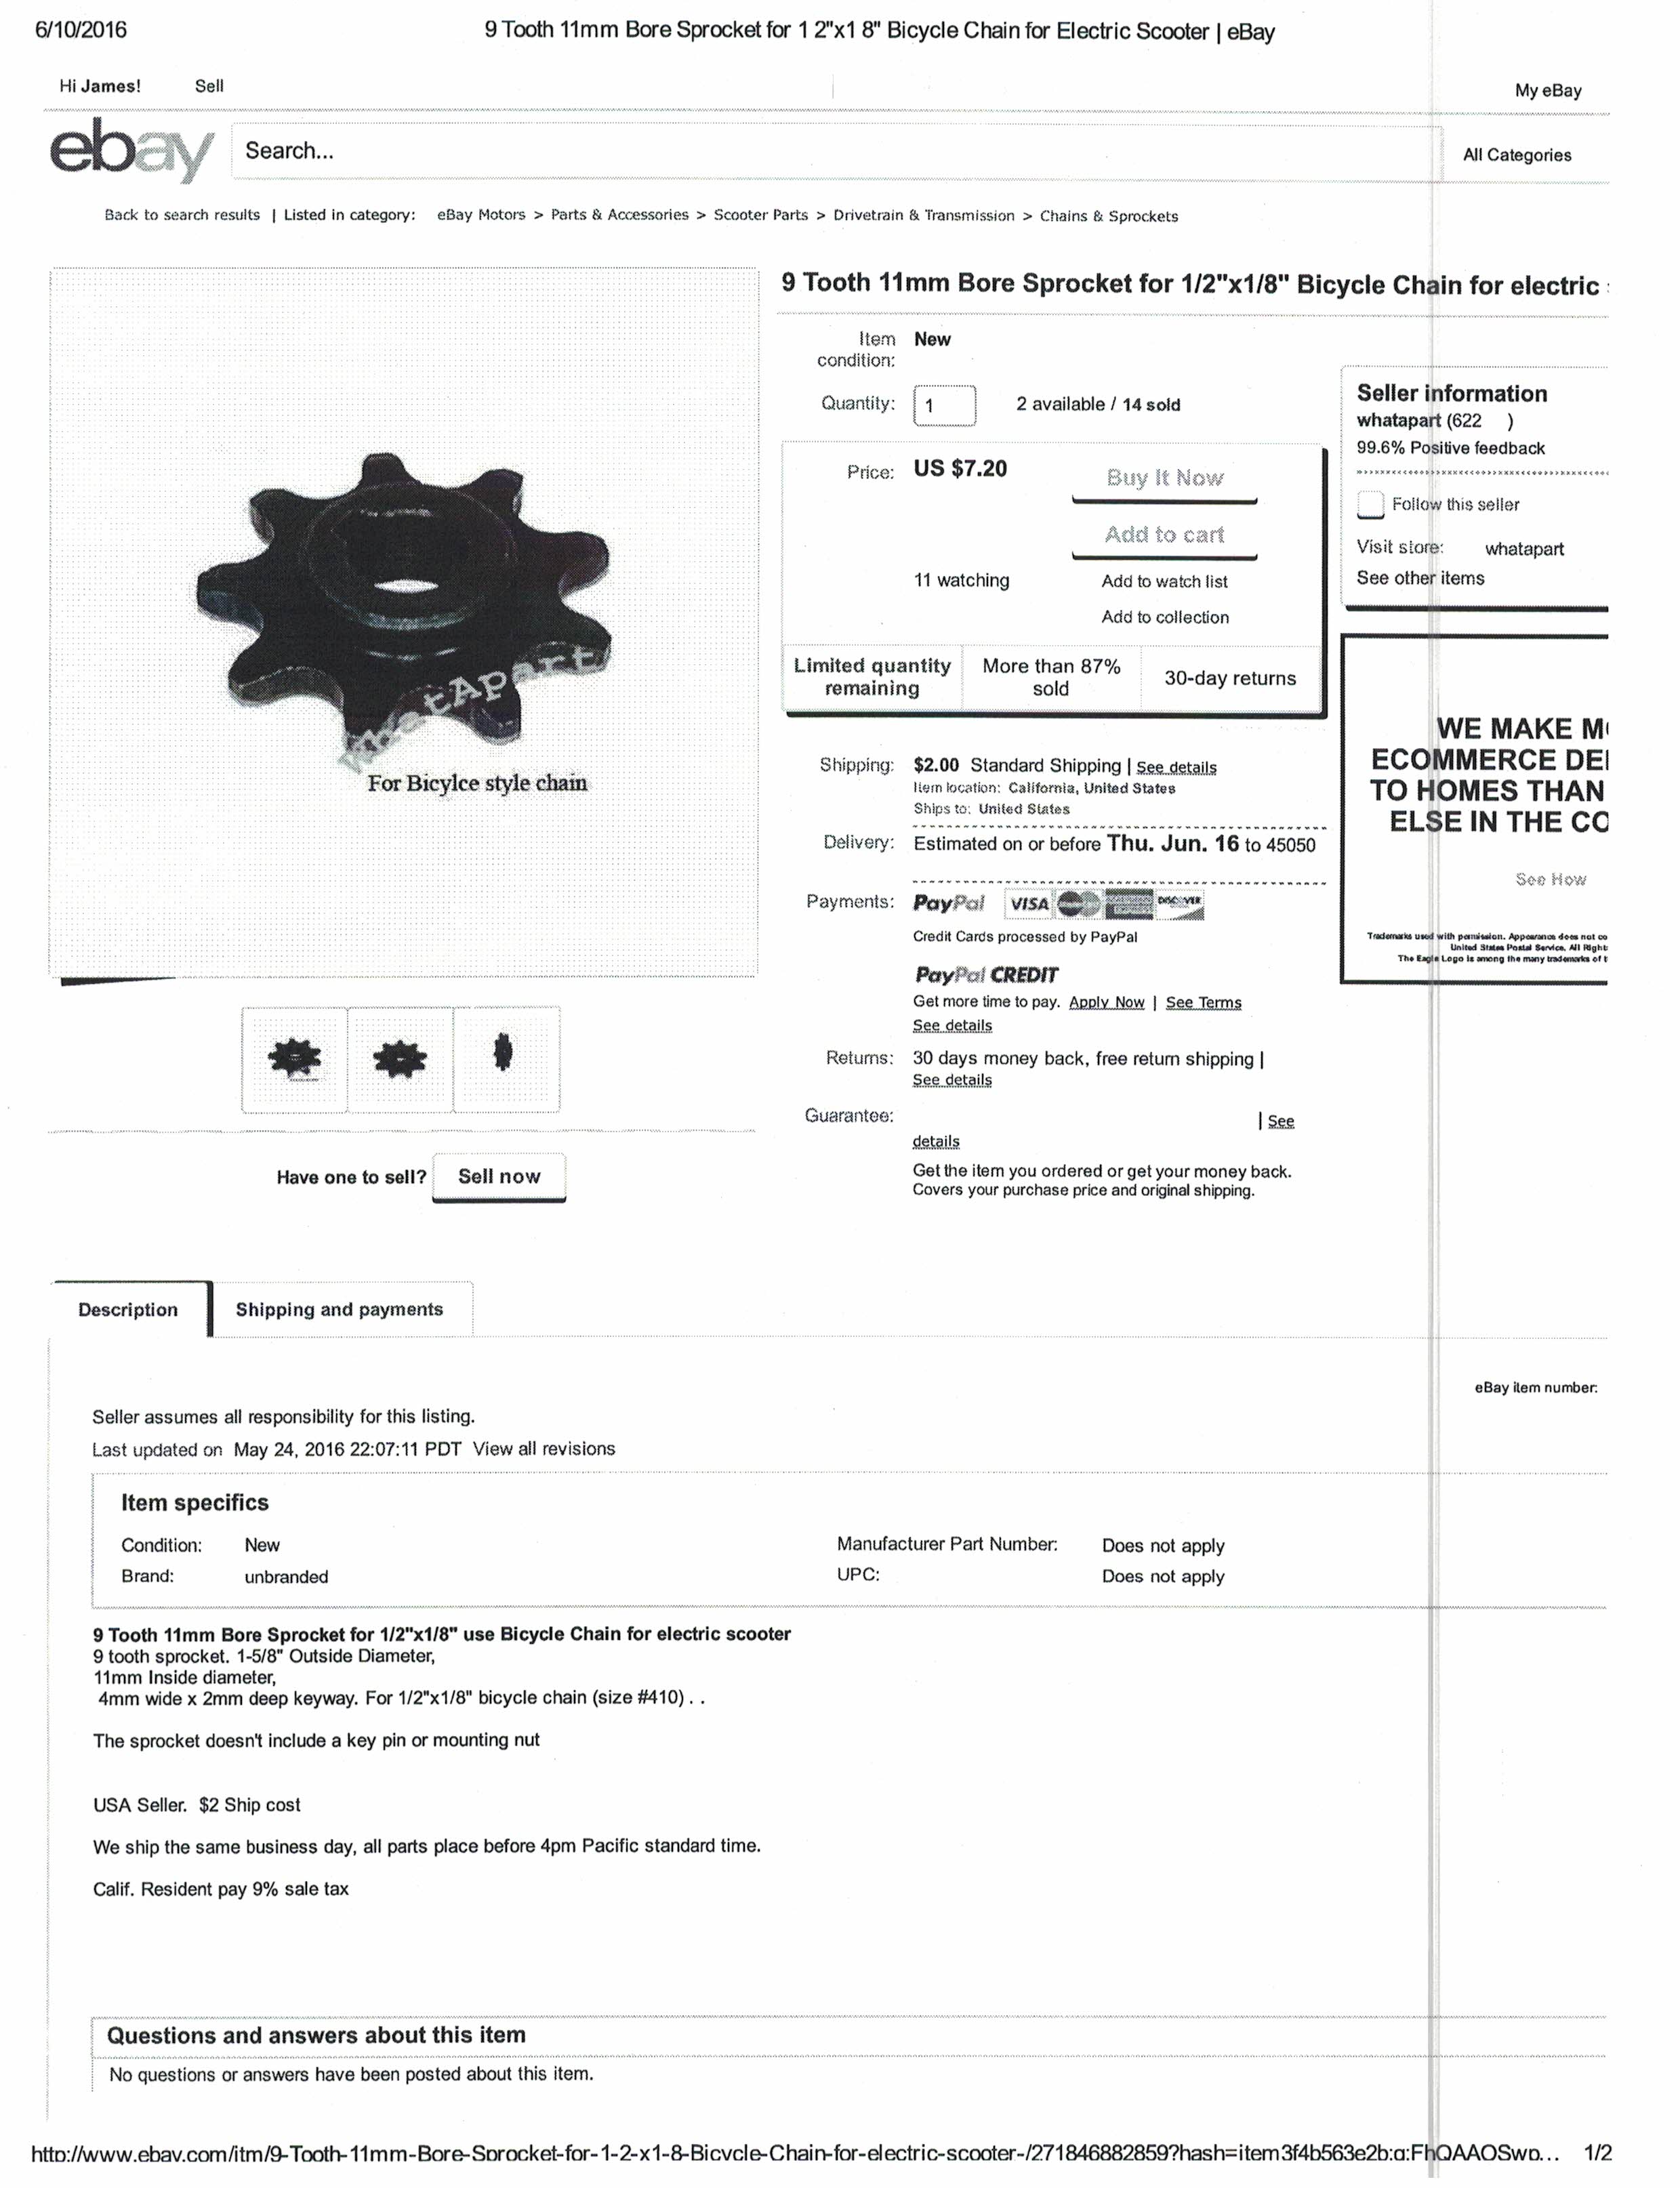 6/10/2016
9 Tooth 11mm Bore Sprocket for 1 2"x1 8" Bicycle Chain for Electric Scooter | eBay
Hi James! Sell
My eBay
ebay
Search...
All Categories
Back to search results | Listed in category: eBay Motors > Parts & Accessories > Scooter Parts > Drivetrain & Transmission > Chains & Sprockets
9 Tooth 11mm Bore Sprocket for 1/2"x1/8" Bicycle Chain for electric
Item condition: New
Quantity: 1 2 available / 14 sold
Price: US $7.20
Buy It Now
Add to cart
11 watching
Add to watch list
Add to collection
Limited quantity remaining
More than 87% sold
30-day returns
Seller information
whatapart (622 )
99.6% Positive feedback
Follow this seller
Visit store: whatapart
See other items
WE MAKE M
ECOMMERCE DE
TO HOMES THAN
ELSE IN THE CO
See How
Trademarks used with permission. Appearance does not co
United States Postal Service. All Right
The Eagle Logo is among the many trademarks of t
WhatApart
For Bicylce style chain
Shipping: $2.00 Standard Shipping | See details
Item location: California, United States
Ships to: United States
Delivery: Estimated on or before Thu. Jun. 16 to 45050
Payments: PayPal VISA DISCOVER
Credit Cards processed by PayPal
PayPal CREDIT
Get more time to pay. Apply Now | See Terms
See details
Returns: 30 days money back, free return shipping |
See details
Guarantee: | See
details
Get the item you ordered or get your money back.
Covers your purchase price and original shipping.
Have one to sell? Sell now
Description
Shipping and payments
eBay item number:
Seller assumes all responsibility for this listing.
Last updated on May 24, 2016 22:07:11 PDT View all revisions
Item specifics
Condition: New
Manufacturer Part Number: Does not apply
Brand: unbranded
UPC: Does not apply
9 Tooth 11mm Bore Sprocket for 1/2"x1/8" use Bicycle Chain for electric scooter
9 tooth sprocket. 1-5/8" Outside Diameter,
11mm Inside diameter,
4mm wide x 2mm deep keyway. For 1/2"x1/8" bicycle chain (size #410) . .
The sprocket doesn't include a key pin or mounting nut
USA Seller. $2 Ship cost
We ship the same business day, all parts place before 4pm Pacific standard time.
Calif. Resident pay 9% sale tax
Questions and answers about this item
No questions or answers have been posted about this item.
http://www.ebay.com/itm/9-Tooth-11mm-Bore-Sprocket-for-1-2-x1-8-Bicycle-Chain-for-electric-scooter-/271846882859?hash=item3f4b563e2b:g:FhQAAOSwp... 1/2